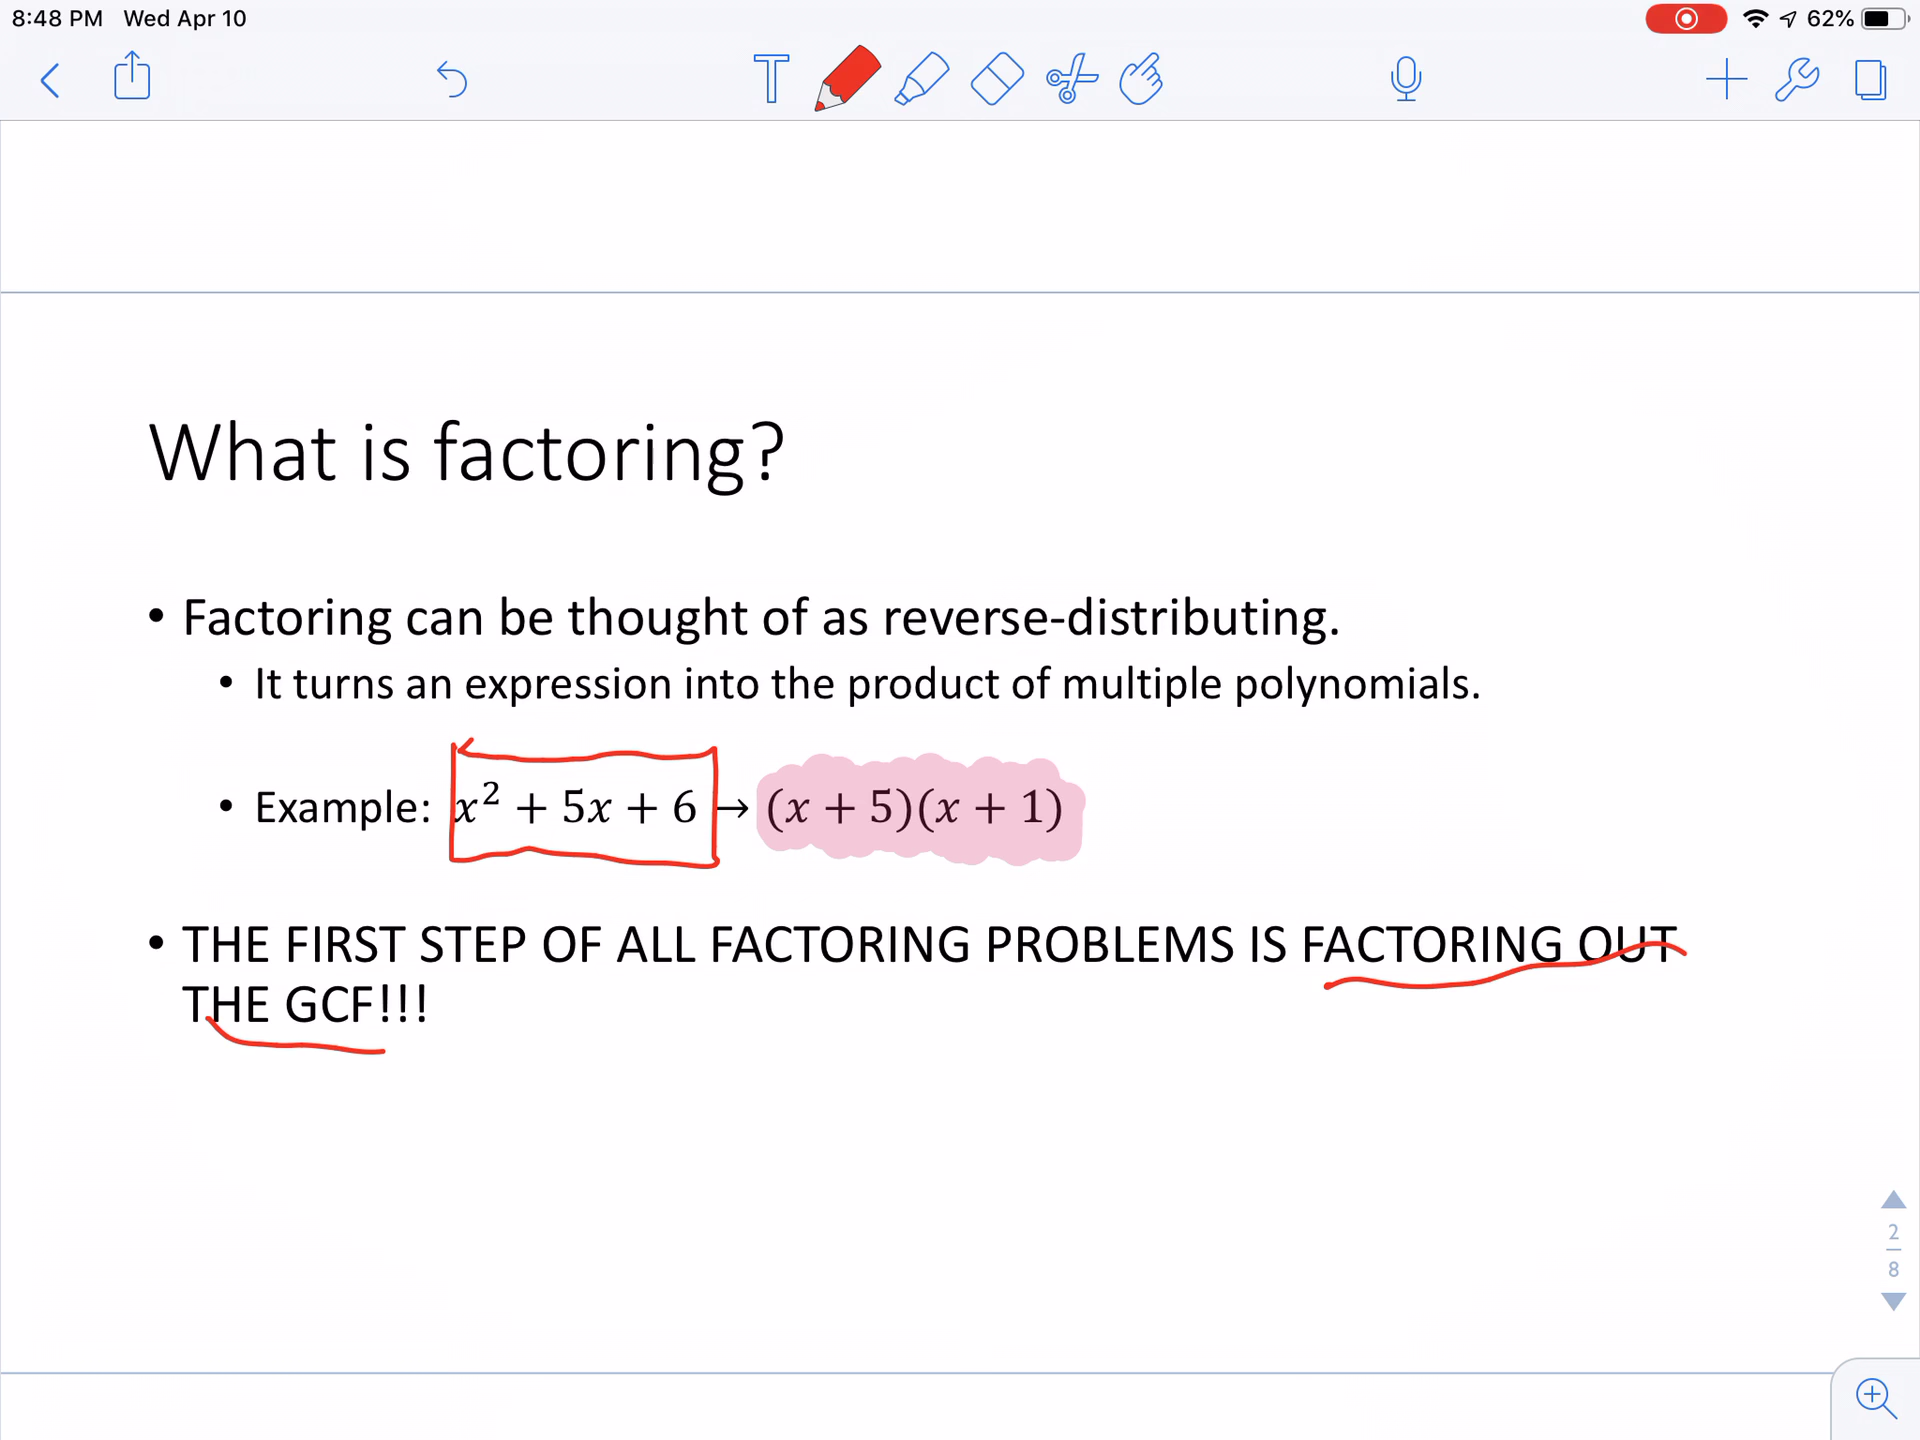 8:48 PM Wed Apr 10 62%
T
What is factoring?
• Factoring can be thought of as reverse-distributing.
• It turns an expression into the product of multiple polynomials.
• Example: x² + 5x + 6 → (x + 5)(x + 1)
• THE FIRST STEP OF ALL FACTORING PROBLEMS IS FACTORING OUT
THE GCF!!!
2
8